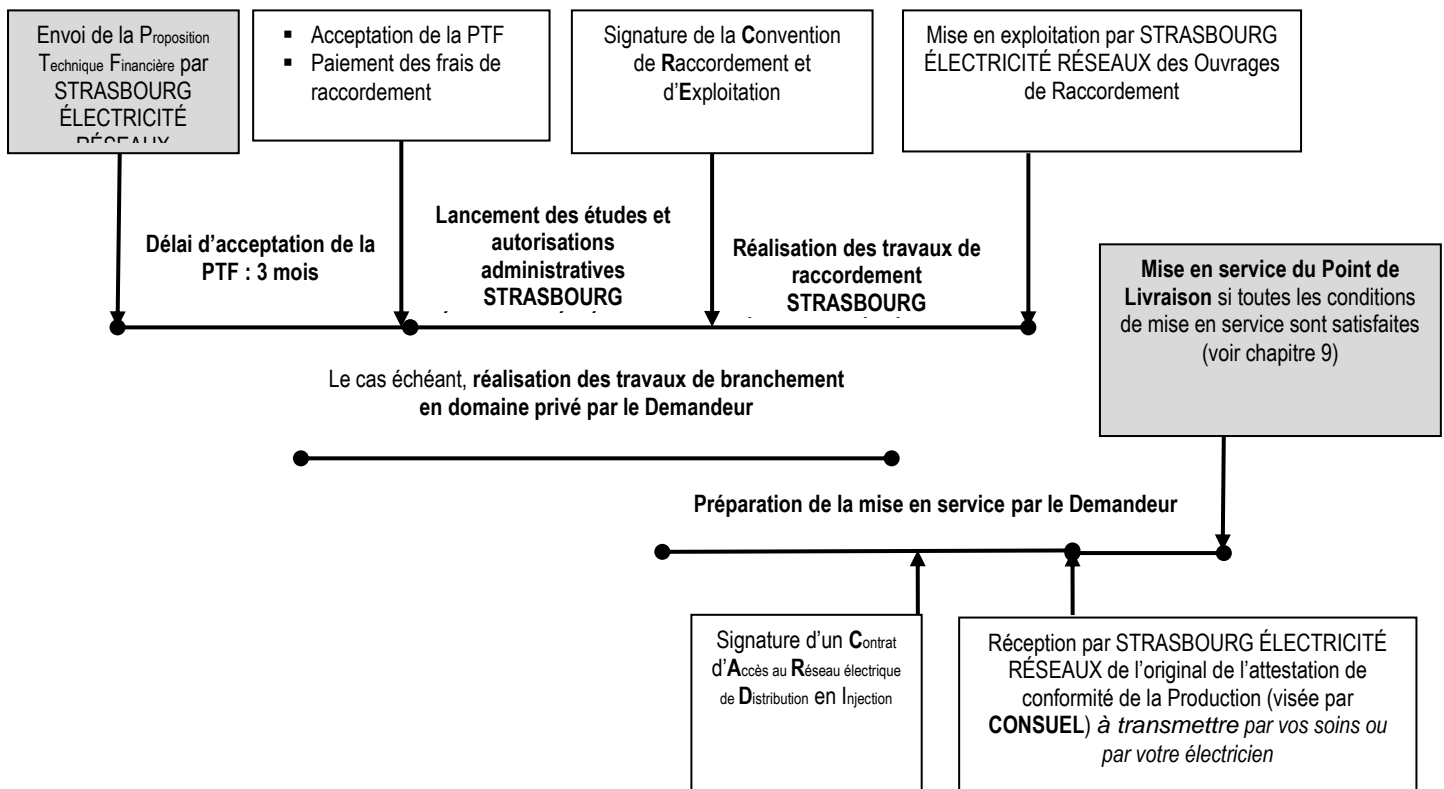 Envoi de la Proposition
Technique Financière par
STRASBOURG
ÉLECTRICITÉ
RÉSEAUX
▪ Acceptation de la PTF
▪ Paiement des frais de
raccordement
Signature de la Convention
de Raccordement et
d’Exploitation
Mise en exploitation par STRASBOURG
ÉLECTRICITÉ RÉSEAUX des Ouvrages
de Raccordement
Délai d’acceptation de la
PTF : 3 mois
Lancement des études et
autorisations
administratives
STRASBOURG
Réalisation des travaux de
raccordement
STRASBOURG
Mise en service du Point de
Livraison si toutes les conditions
de mise en service sont satisfaites
(voir chapitre 9)
Le cas échéant, réalisation des travaux de branchement
en domaine privé par le Demandeur
Préparation de la mise en service par le Demandeur
Signature d’un Contrat
d’Accès au Réseau électrique
de Distribution en Injection
Réception par STRASBOURG ÉLECTRICITÉ
RÉSEAUX de l’original de l’attestation de
conformité de la Production (visée par
CONSUEL) à transmettre par vos soins ou
par votre électricien